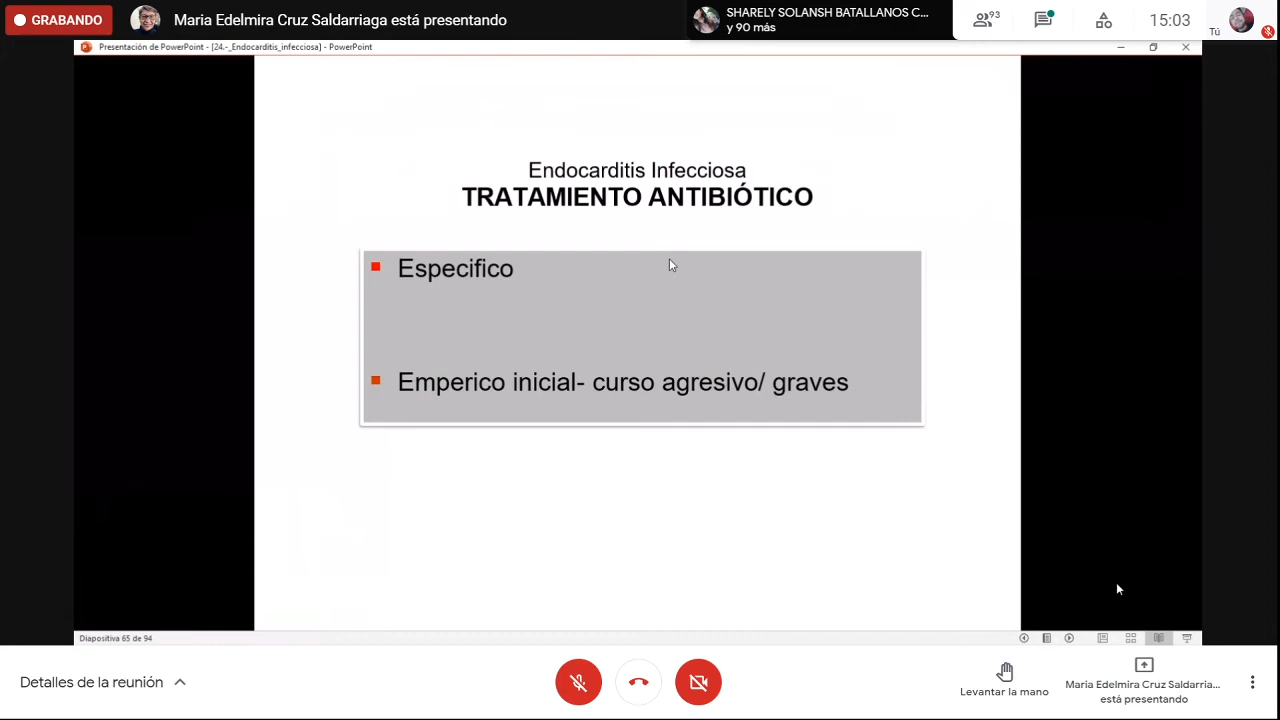 GRABANDO
Maria Edelmira Cruz Saldarriaga está presentando
SHARELY SOLANSH BATALLANOS C...
y 90 más
93
15:03
Tú
Presentación de PowerPoint - [24.-_Endocarditis_infecciosa] - PowerPoint
Endocarditis Infecciosa
TRATAMIENTO ANTIBIÓTICO
Especifico
Emperico inicial- curso agresivo/ graves
Diapositiva 65 de 94
Detalles de la reunión
Levantar la mano
Maria Edelmira Cruz Saldarria...
está presentando